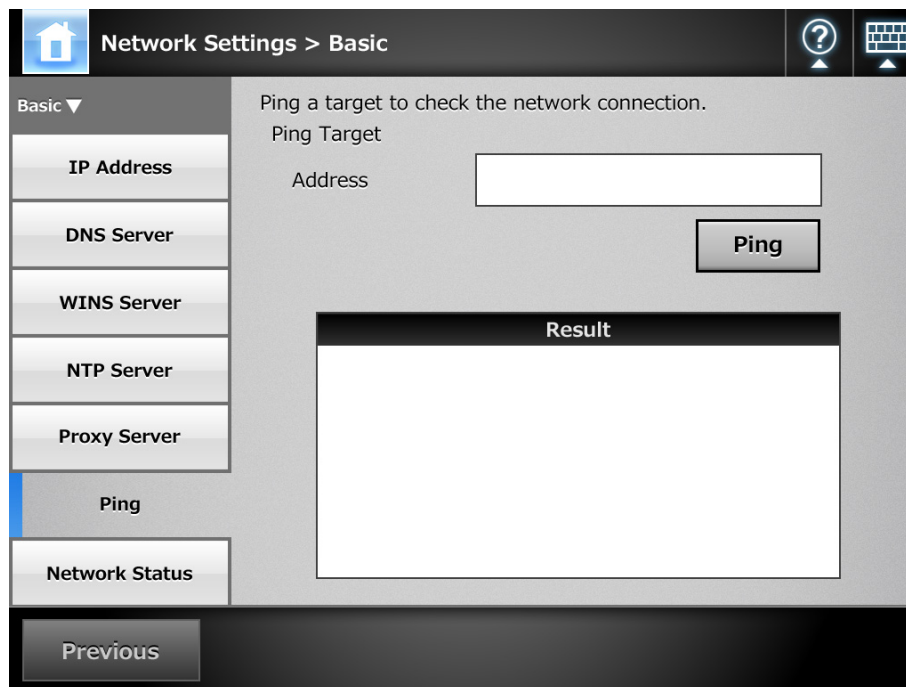 Network Settings > Basic
?
Basic ▼
IP Address
DNS Server
WINS Server
NTP Server
Proxy Server
Ping
Network Status
Ping a target to check the network connection.
Ping Target
Address
Ping
Result
Previous